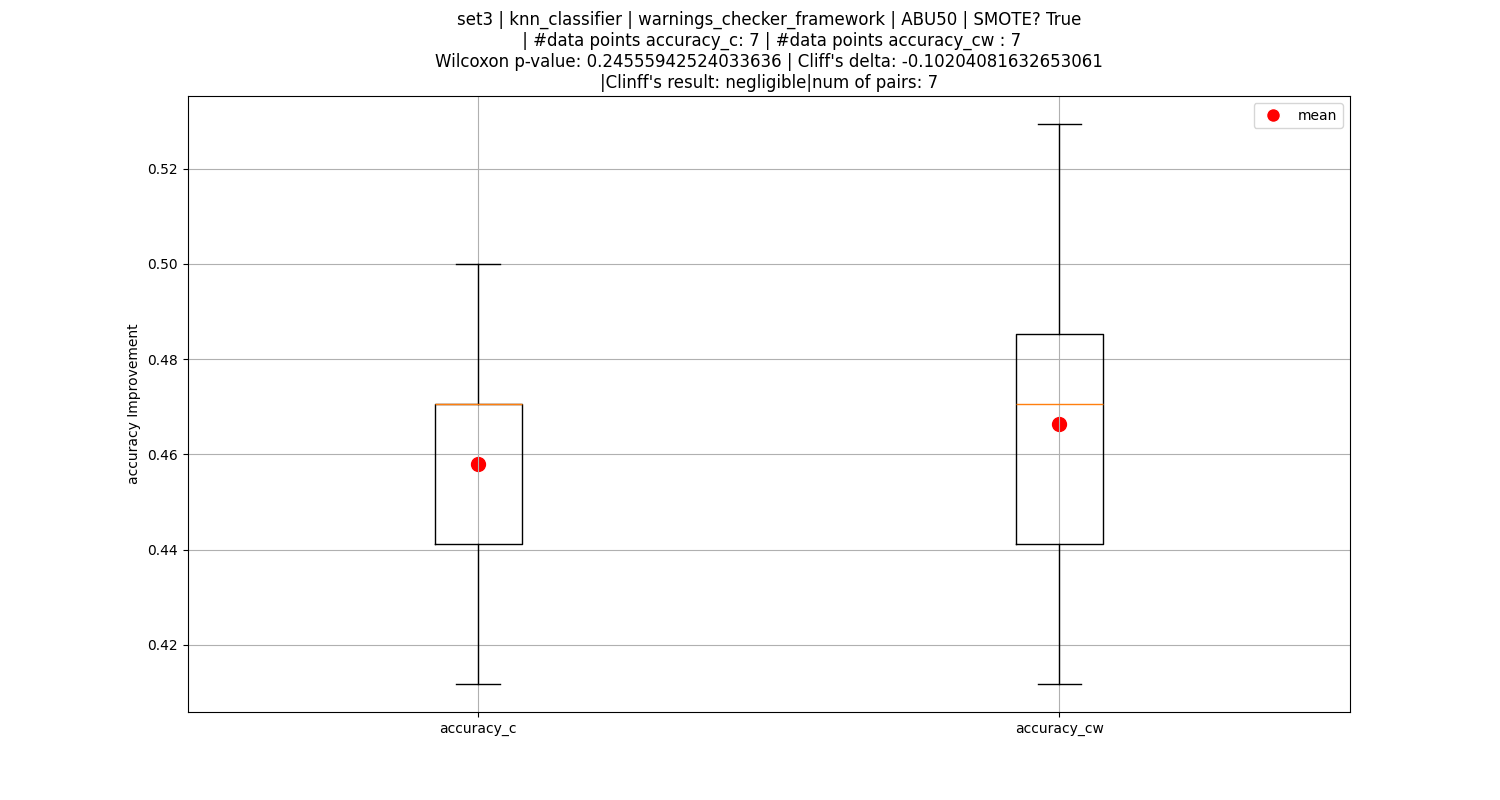 set3 | knn_classifier | warnings_checker_framework | ABU50 | SMOTE? True
| #data points accuracy_c: 7 | #data points accuracy_cw : 7
Wilcoxon p-value: 0.24555942524033636 | Cliff's delta: -0.10204081632653061
|Clinff's result: negligible|num of pairs: 7
mean
accuracy Improvement
0.52
0.50
0.48
0.46
0.44
0.42
accuracy_c
accuracy_cw